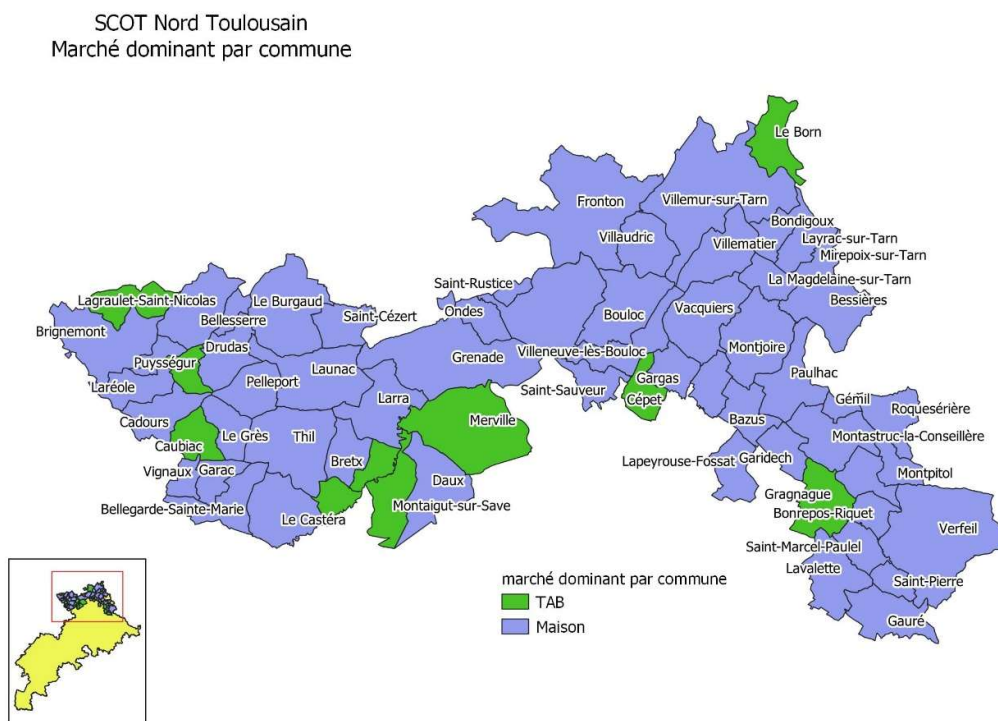 SCOT Nord Toulousain
Marché dominant par commune
Le Born
Fronton
Villemur-sur-Tarn
Bondigoux
Villaudric
Villematier
Layrac-sur-Tarn
Mirepoix-sur-Tarn
La Magdelaine-sur-Tarn
Saint-Rustice
Lagraulet-Saint-Nicolas
Le Burgaud
Bessières
Saint-Cézert
Ondes
Bouloc
Vacquiers
Bellesserre
Brignemont
Drudas
Montjoire
Villeneuve-lès-Bouloc
Grenade
Puysségur
Launac
Paulhac
Pelleport
Gargas
Laréole
Saint-Sauveur
Larra
Cépet
Gémil
Roquesérière
Cadours
Merville
Bazus
Le Grès
Thil
Montastruc-la-Conseillère
Caubiac
Garidech
Lapeyrouse-Fossat
Bretx
Vignaux
Garac
Montpitol
Daux
Gragnague
Bellegarde-Sainte-Marie
Montaigut-sur-Save
Bonrepos-Riquet
Le Castéra
Verfeil
Saint-Marcel-Paulel
Lavalette
Saint-Pierre
Gauré
marché dominant par commune
TAB
Maison